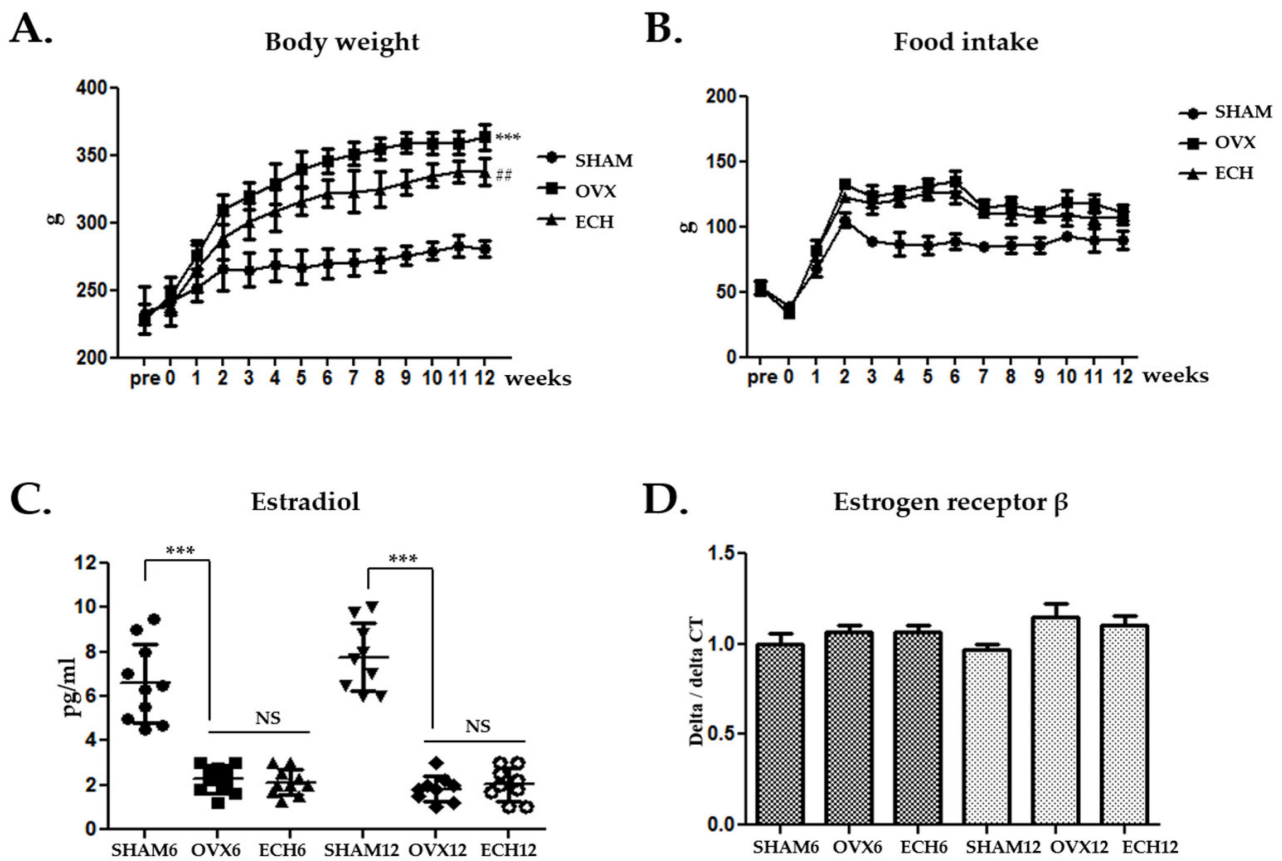 A.
Body weight
400
350
300
250
200
g
***
##
SHAM
OVX
ECH
pre 0 1 2 3 4 5 6 7 8 9 10 11 12 weeks
B.
Food intake
200
150
100
50
0
g
SHAM
OVX
ECH
pre 0 1 2 3 4 5 6 7 8 9 10 11 12 weeks
C.
Estradiol
12
10
8
6
4
2
0
pg/ml
***
***
NS
NS
SHAM6 OVX6 ECH6 SHAM12 OVX12 ECH12
D.
Estrogen receptor β
1.5
1.0
0.5
0.0
Delta / delta CT
SHAM6 OVX6 ECH6 SHAM12 OVX12 ECH12